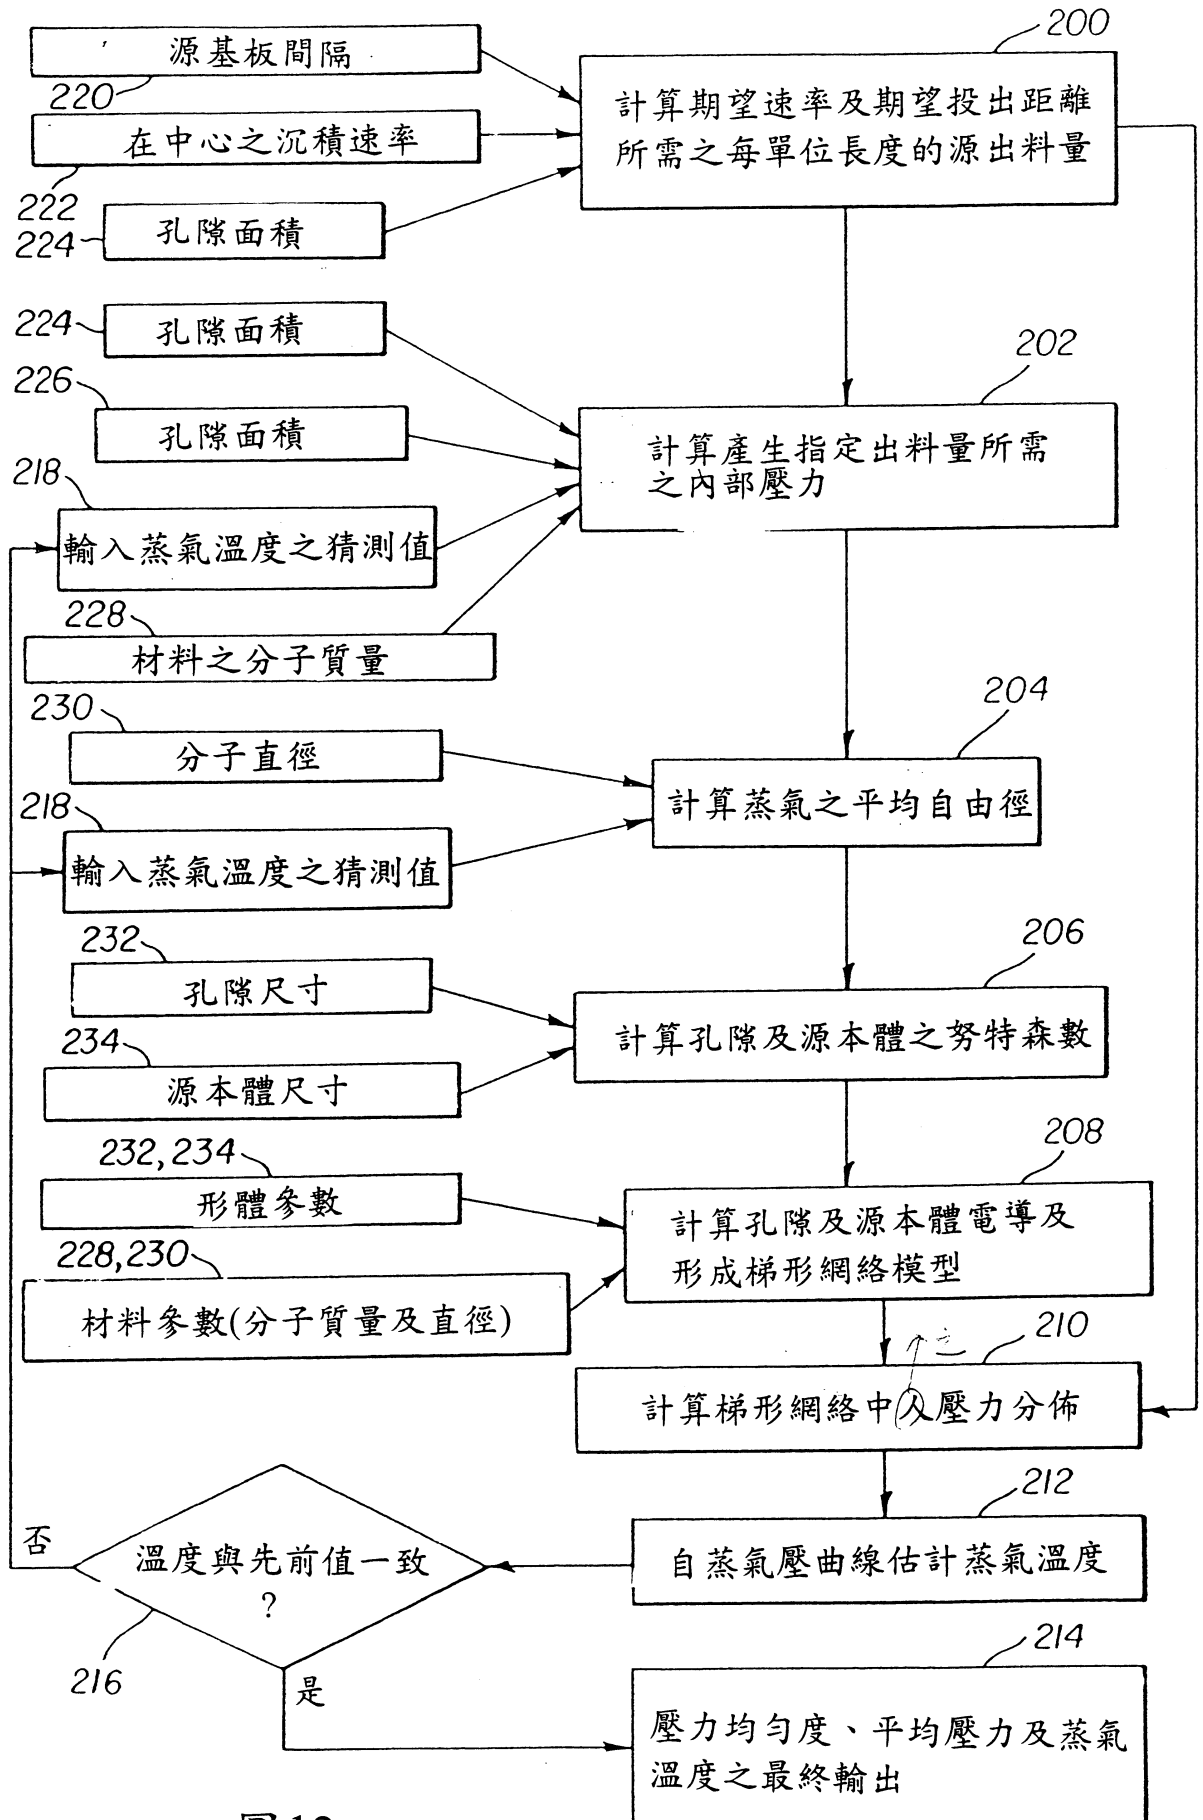 200
源基板間隔
220
計算期望速率及期望投出距離
所需之每單位長度的源出料量
在中心之沉積速率
222
224
孔隙面積
224
孔隙面積
202
226
孔隙面積
計算產生指定出料量所需
之內部壓力
218
輸入蒸氣溫度之猜測值
228
材料之分子質量
204
230
分子直徑
計算蒸氣之平均自由徑
218
輸入蒸氣溫度之猜測值
206
232
孔隙尺寸
計算孔隙及源本體之努特森數
234
源本體尺寸
208
232,234
形體參數
計算孔隙及源本體電導及
形成梯形網絡模型
228,230
材料參數(分子質量及直徑)
210
之
計算梯形網絡中入壓力分佈
212
否
溫度與先前值一致
?
自蒸氣壓曲線估計蒸氣溫度
216
是
214
壓力均勻度、平均壓力及蒸氣
溫度之最終輸出